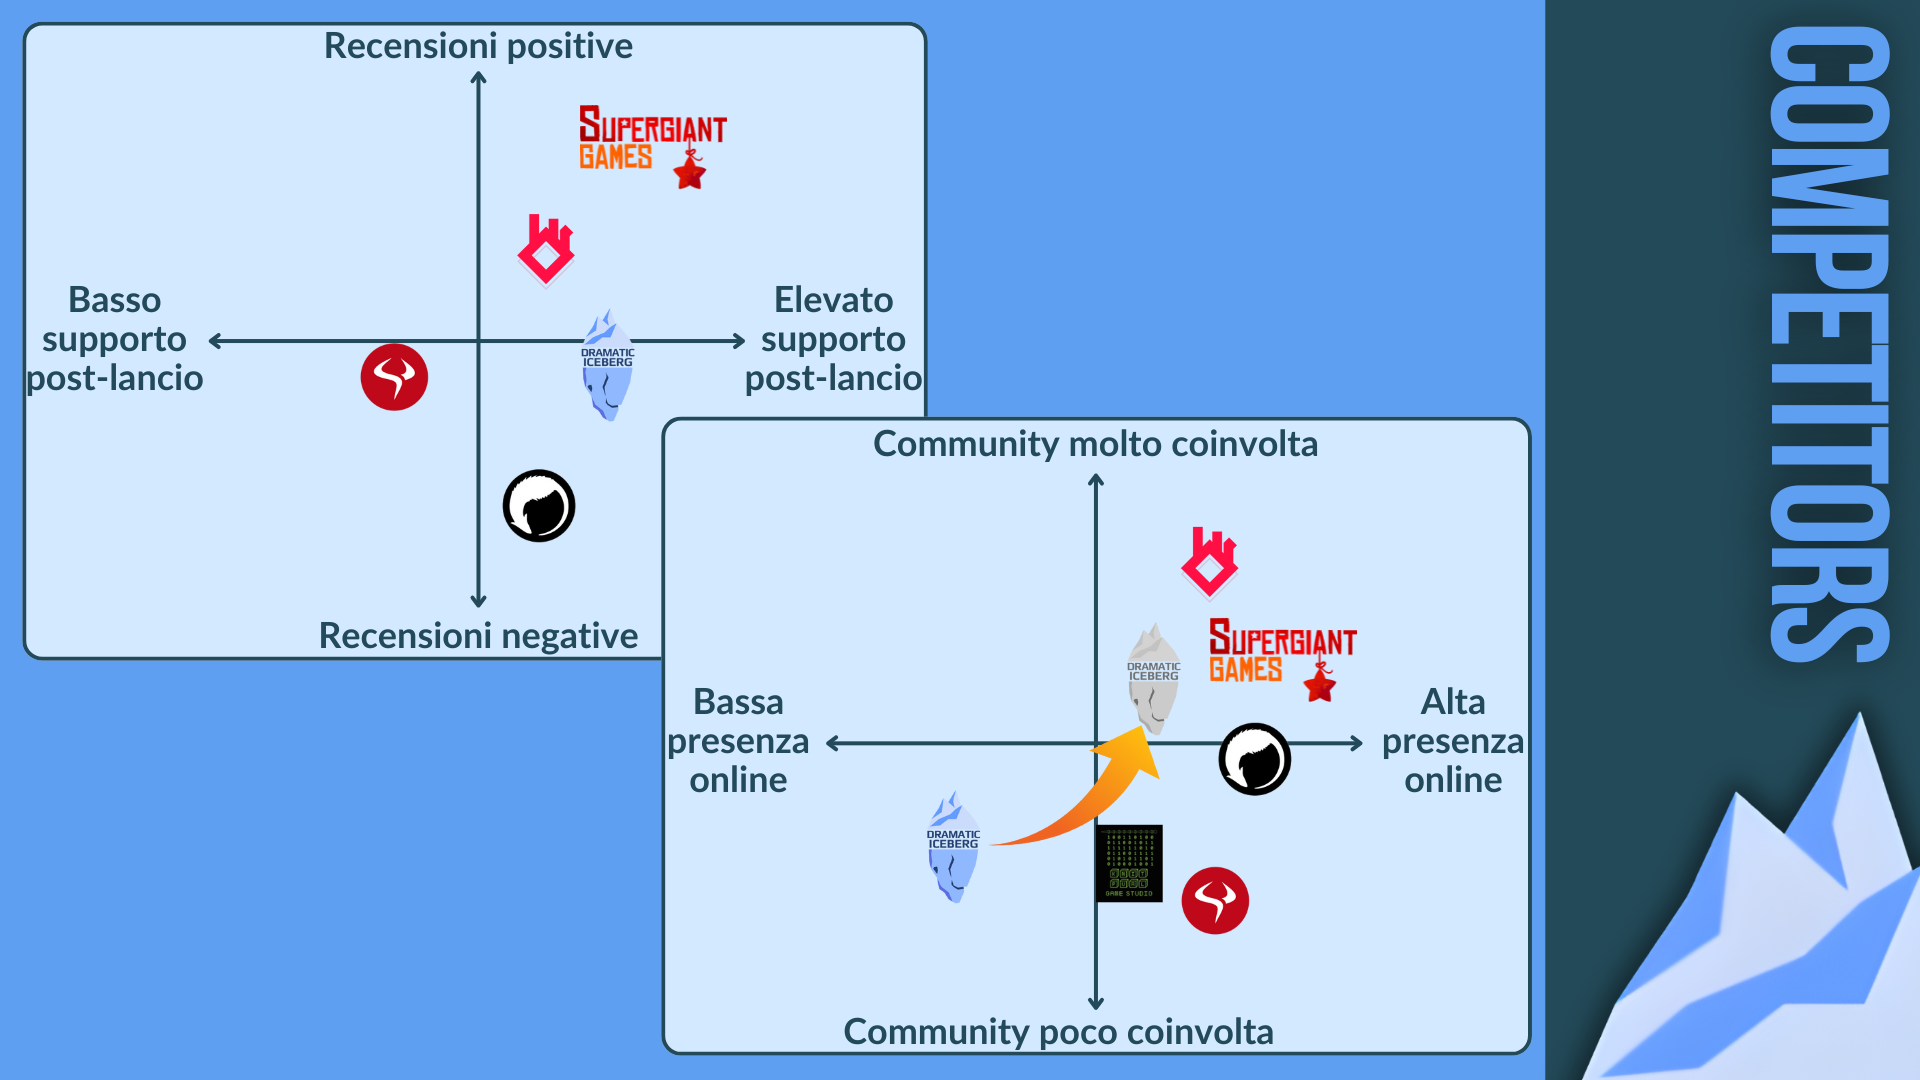 Recensioni positive
SUPERGIANT
GAMES
Basso
supporto
post-lancio
DRAMATIC
ICEBERG
Elevato
supporto
post-lancio
Recensioni negative
Community molto coinvolta
SUPERGIANT
GAMES
DRAMATIC
ICEBERG
Bassa
presenza
online
Alta
presenza
online
DRAMATIC
ICEBERG
GAME STUDIO
Community poco coinvolta
COMPETITORS